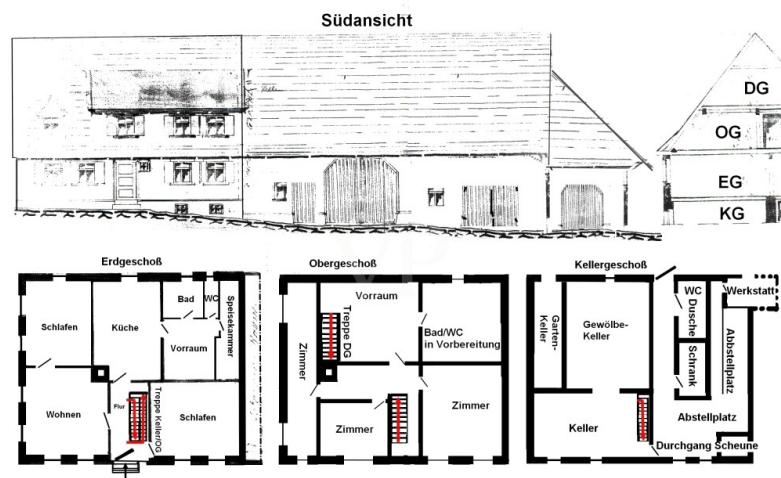 Südansicht
DG
OG
EG
KG
Erdgeschoß
Schlafen
Küche
Bad
WC
Speisekammer
Vorraum
Wohnen
Flur
Treppe Keller/OG
Schlafen
Obergeschoß
Vorraum
Treppe DG
Zimmer
Bad/WC
in Vorbereitung
Zimmer
Zimmer
Kellergeschoß
Garten-
Keller
Gewölbe-
Keller
WC
Dusche
Werkstatt
Schrank
Abbstellplatz
Keller
Abstellplatz
Durchgang Scheune
VP